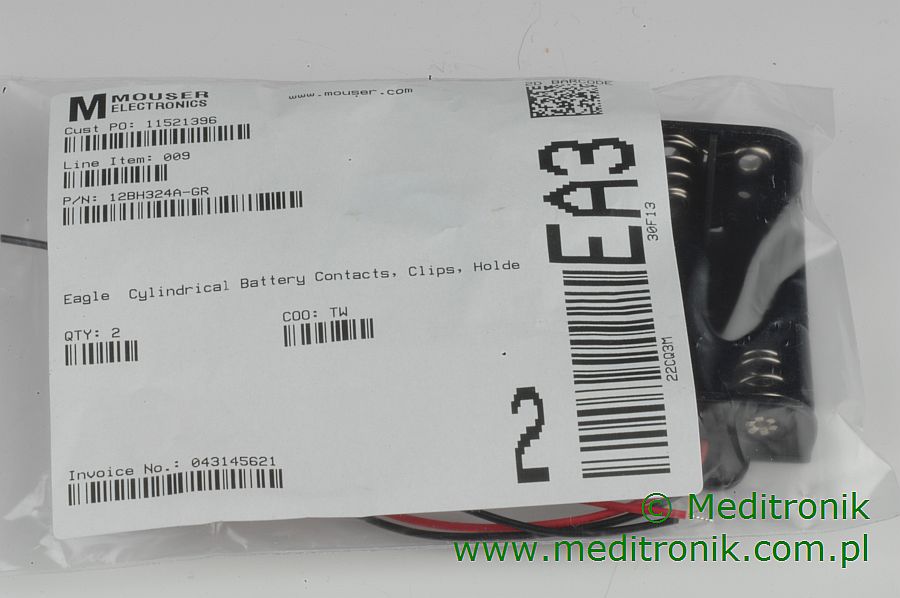 MOUSER
ELECTRONICS
www.mouser.com
2D BARCODE
Cust PO: 11521396
Line Item: 009
P/N: 12BH324A-GR
EA3
30F13
Eagle Cylindrical Battery Contacts, Clips, Holde
QTY: 2
COO: TW
22CQ3M
2
Invoice No.: 043145621
© Meditronik
www.meditronik.com.pl